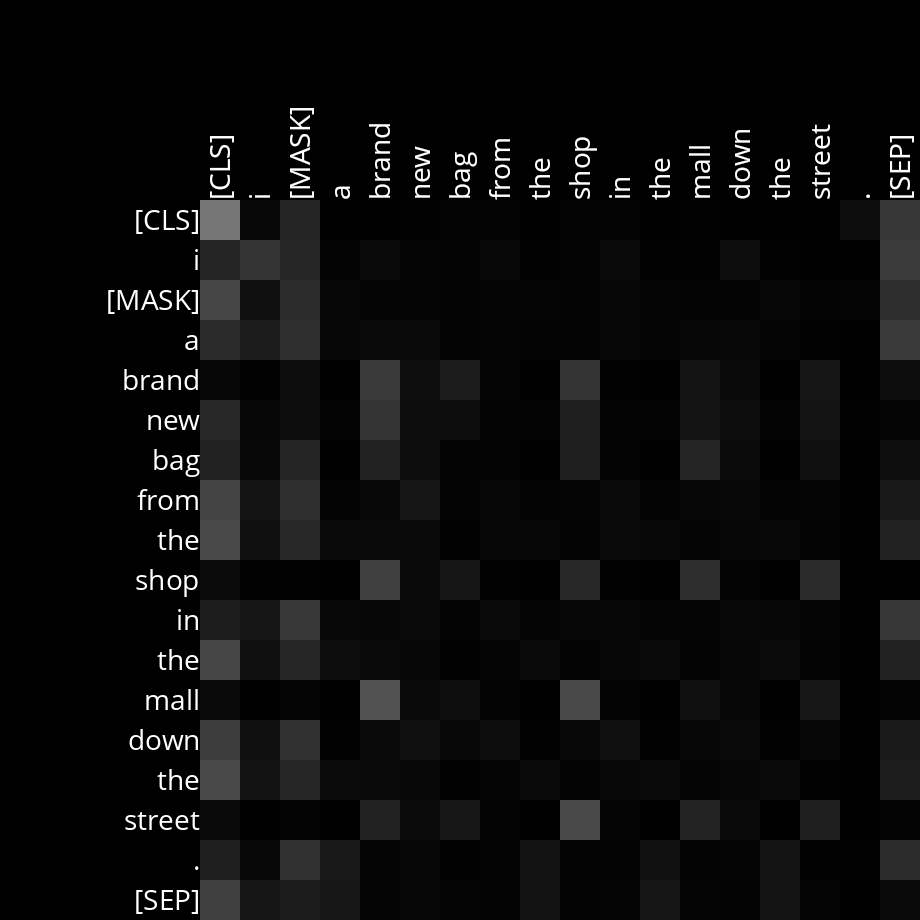 [CLS] i [MASK] a brand new bag from the shop in the mall down the street . [SEP]
[CLS]
i
[MASK]
a
brand
new
bag
from
the
shop
in
the
mall
down
the
street
.
[SEP]